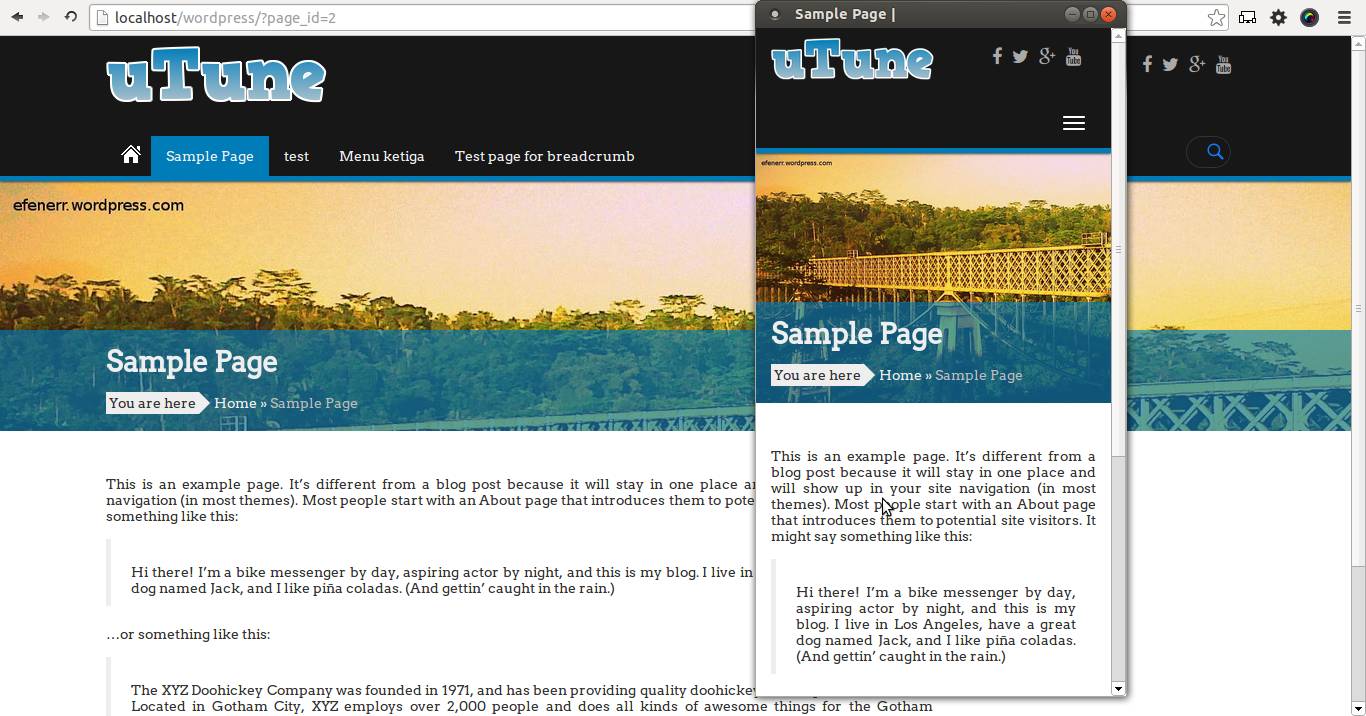 localhost/wordpress/?page_id=2
uTune
Sample Page
test
Menu ketiga
Test page for breadcrumb
efenerr.wordpress.com
Sample Page
You are here Home » Sample Page
This is an example page. It’s different from a blog post because it will stay in one place an
navigation (in most themes). Most people start with an About page that introduces them to pote
something like this:
Hi there! I’m a bike messenger by day, aspiring actor by night, and this is my blog. I live in
dog named Jack, and I like piña coladas. (And gettin’ caught in the rain.)
…or something like this:
The XYZ Doohickey Company was founded in 1971, and has been providing quality doohickey
Located in Gotham City, XYZ employs over 2,000 people and does all kinds of awesome things for the Gotham
Sample Page |
uTune
You Tube
efenerr.wordpress.com
Sample Page
You are here Home » Sample Page
This is an example page. It’s different from a
blog post because it will stay in one place and
will show up in your site navigation (in most
themes). Most people start with an About page
that introduces them to potential site visitors. It
might say something like this:
Hi there! I’m a bike messenger by day,
aspiring actor by night, and this is my
blog. I live in Los Angeles, have a great
dog named Jack, and I like piña coladas.
(And gettin’ caught in the rain.)
You Tube